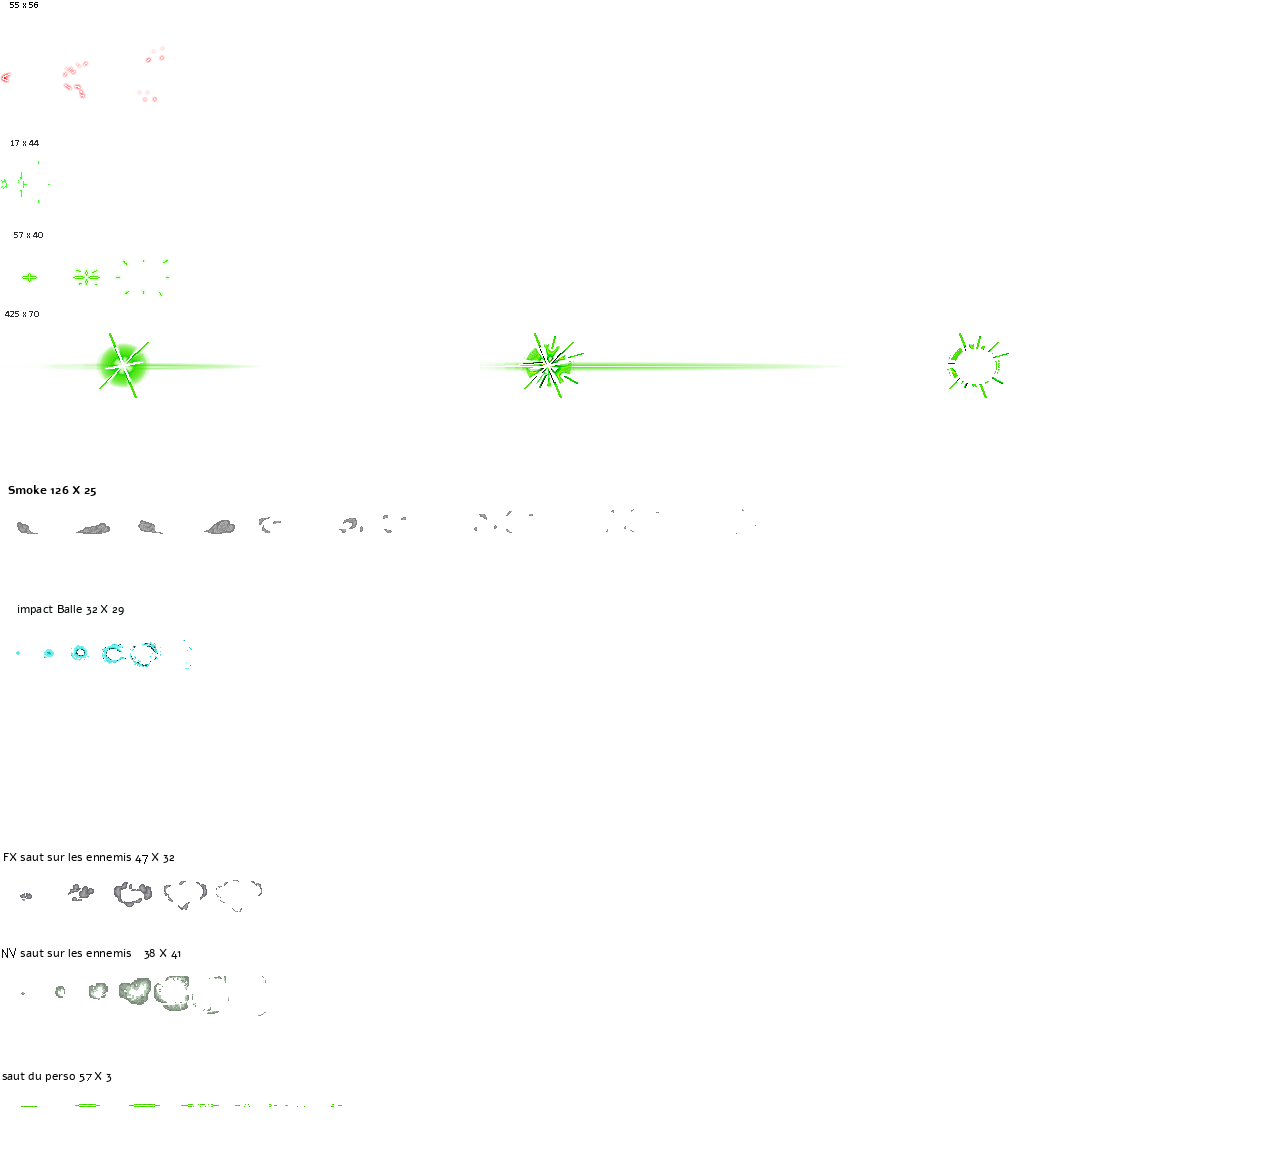 55 x 56
17 x 44
57 x 40
425 x 70
Smoke 126 X 25
impact Balle 32 X 29
FX saut sur les ennemis 47 X 32
NV saut sur les ennemis 38 X 41
saut du perso 57 X 3